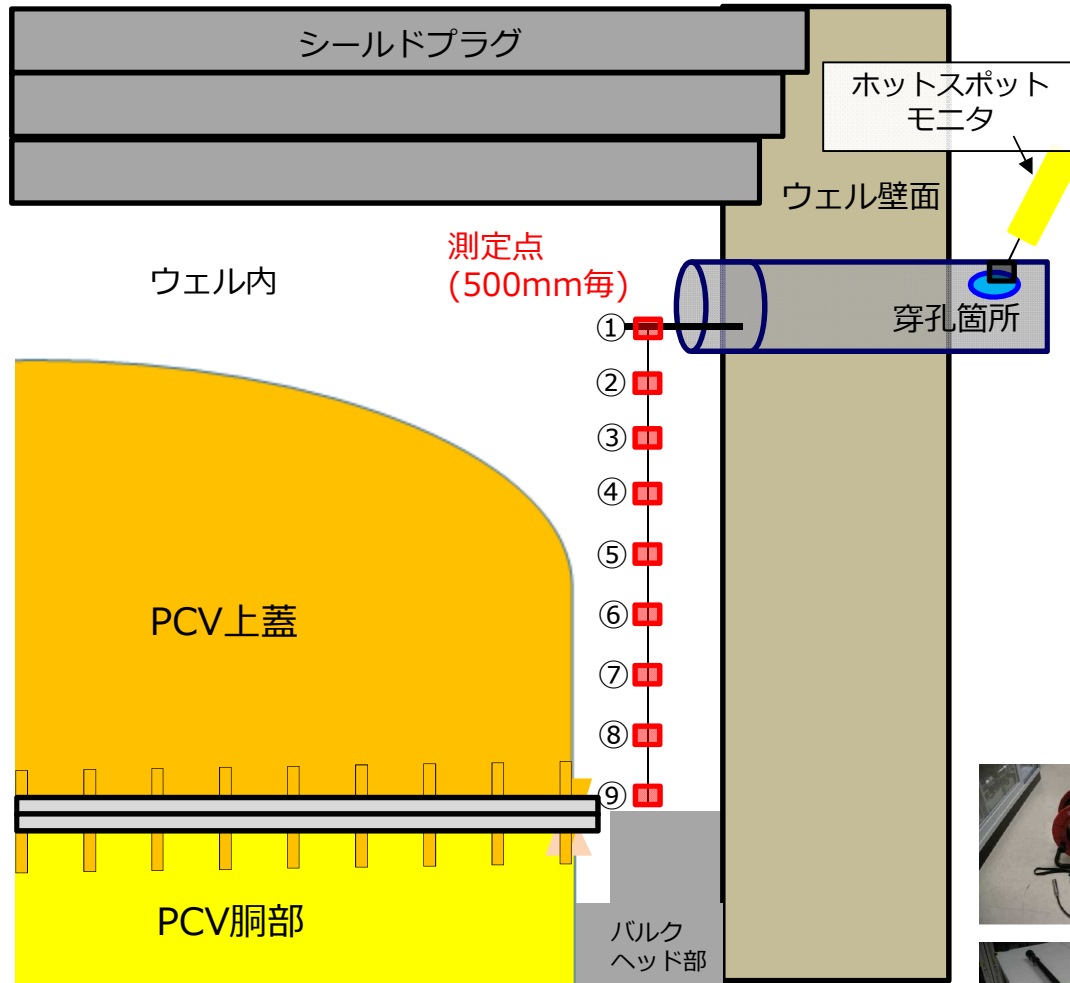 シールドプラグ
ホットスポット
モニタ
ウェル壁面
測定点
(500mm毎)
ウェル内
穿孔箇所
①
②
③
④
⑤
⑥
PCV上蓋
⑦
⑧
⑨
PCV胴部
バルク
ヘッド部